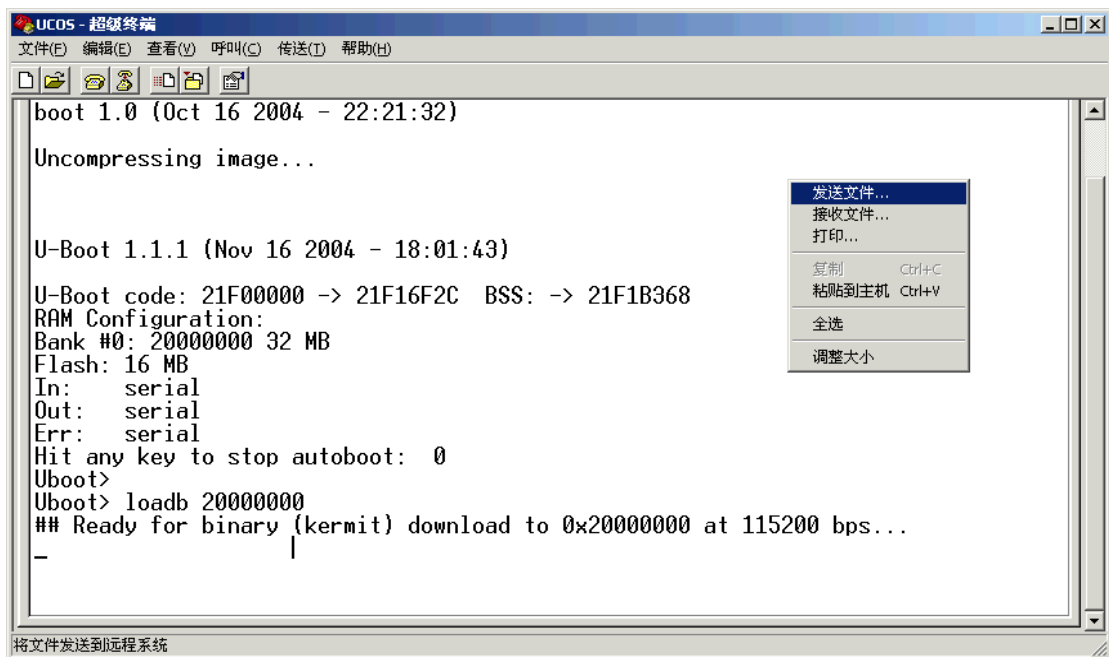 UCOS - 超级终端
文件(F) 编辑(E) 查看(V) 呼叫(C) 传送(T) 帮助(H)
boot 1.0 (Oct 16 2004 - 22:21:32)
Uncompressing image...
U-Boot 1.1.1 (Nov 16 2004 - 18:01:43)
U-Boot code: 21F00000 -> 21F16F2C  BSS: -> 21F1B368
RAM Configuration:
Bank #0: 20000000 32 MB
Flash: 16 MB
In:    serial
Out:   serial
Err:   serial
Hit any key to stop autoboot:  0
Uboot>
Uboot> loadb 20000000
## Ready for binary (kermit) download to 0x20000000 at 115200 bps...
发送文件...
接收文件...
打印...
复制 Ctrl+C
粘贴到主机 Ctrl+V
全选
调整大小
将文件发送到远程系统